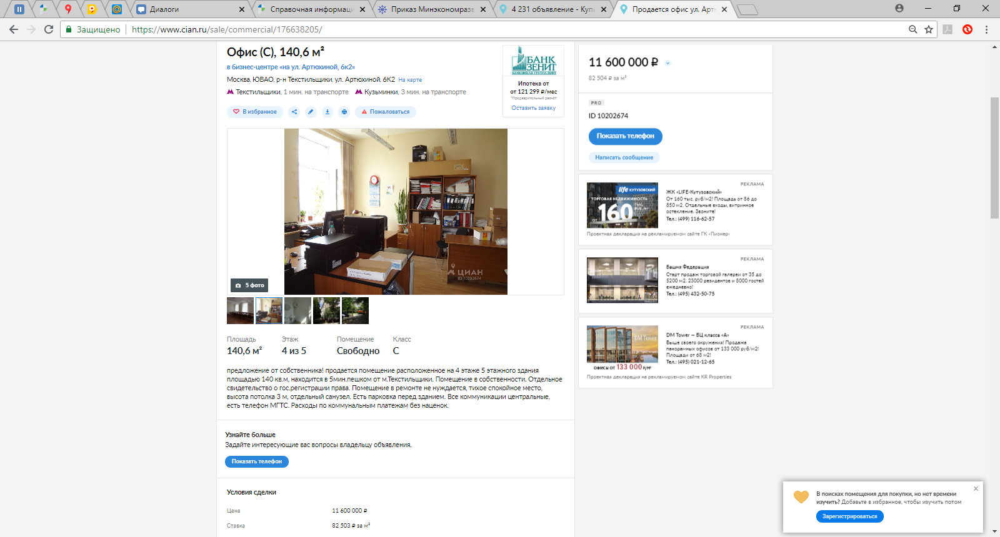 Диалоги
Справочная информаци
Приказ Минэкономразв
4 231 объявление - Купи
Продается офис ул. Артю
Защищено
https://www.cian.ru/sale/commercial/176638205/
Офис (C), 140,6 м²
в бизнес-центре «на ул. Артюхиной, 6к2»
Москва, ЮВАО, р-н Текстильщики, ул. Артюхиной, 6К2 На карте
Текстильщики, 1 мин. на транспорте Кузьминки, 3 мин. на транспорте
В избранное
Пожаловаться
БАНК
ЗЕНИТ
БАНКОВСКАЯ ГРУППА ЗЕНИТ
Ипотека от
от 121 299 ₽/мес
*Предварительный расчёт
Оставить заявку
ЦИАН
ID 10202674
5 фото
Площадь Этаж Помещение Класс
140,6 м² 4 из 5 Свободно C
предложение от собственника! продается помещение расположенное на 4 этаже 5 этажного здания
площадью 140 кв.м, находится в 5мин.пешком от м.Текстильщики. Помещение в собственности. Отдельное
свидетельство о гос.регистрации права. Помещение в ремонте не нуждается, тихое спокойное место,
высота потолка 3 м, отдельный санузел. Есть парковка перед зданием. Все коммуникации центральные,
есть телефон МГТС. Расходы по коммунальным платежам без наценок.
Узнайте больше
Задайте интересующие вас вопросы владельцу объявления.
Показать телефон
Условия сделки
Цена 11 600 000 ₽
Ставка 82 503 ₽ за м²
11 600 000 ₽
82 504 ₽ за м²
PRO
ID 10202674
Показать телефон
Написать сообщение
РЕКЛАМА
life КУТУЗОВСКИЙ
ТОРГОВАЯ НЕДВИЖИМОСТЬ
ОТ 160 ТЫС. РУБ/М²
ЖК «LIFE-Кутузовский»
От 160 тыс. руб/м2! Площадь от 86 до
850 м2. Отдельные входы, витринное
остекление. Звоните!
Тел.: (499) 116-62-57
Проектная декларация на рекламируемом сайте ГК «Пионер»
РЕКЛАМА
Башня Федерация
Старт продаж торговой галереи от 35 до
5200 м2. 23000 резидентов и 8000 гостей
ежедневно!
Тел.: (495) 432-50-75
РЕКЛАМА
DM Tower
ОФИСЫ ОТ 133 000 Р/М²
DM Tower — БЦ класса «А»
Выше своего окружения! Продажа
панорамных офисов от 133 000 руб/м2!
Площади от 68 м2!
Тел.: (495) 021-12-65
Проектная декларация на рекламируемом сайте KR Properties
В поисках помещения для покупки, но нет времени
изучить? Добавьте в избранное, чтобы изучить потом
Зарегистрироваться